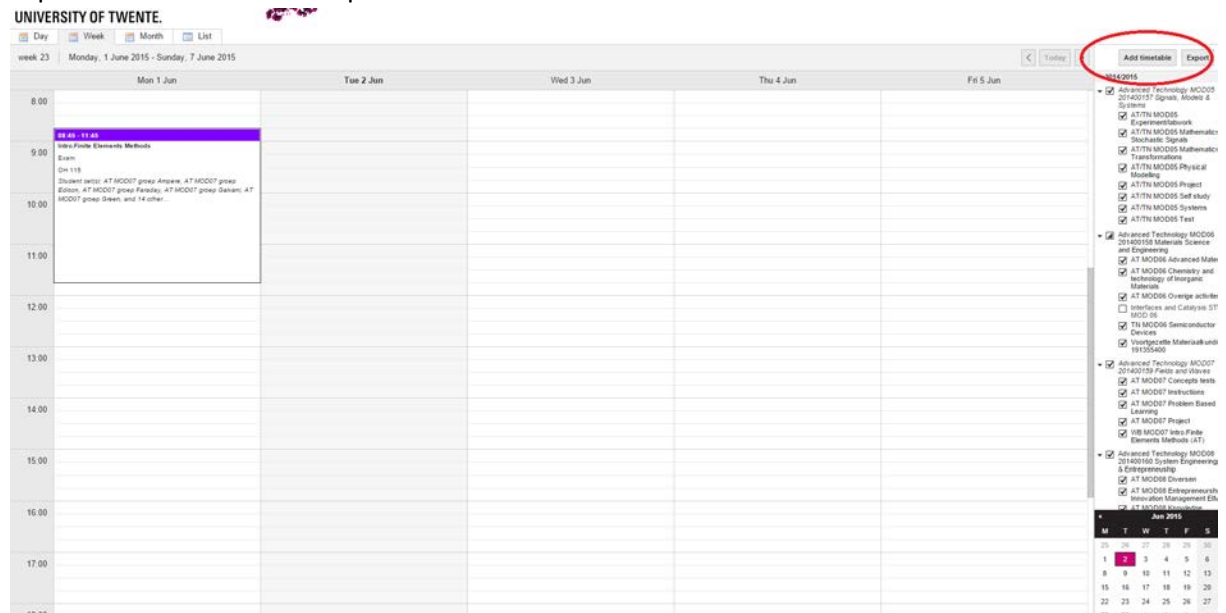 UNIVERSITY OF TWENTE.
Day Week Month List
week 23 Monday, 1 June 2015 - Sunday, 7 June 2015 Today Add timetable Export
Mon 1 Jun Tue 2 Jun Wed 3 Jun Thu 4 Jun Fri 5 Jun
2014/2015
8:00
9:00
10:00
11:00
12:00
13:00
14:00
15:00
16:00
17:00
08:45 - 11:45
Intro.Finite Elements Methods
Exam
OH 115
Student set(s): AT MOD07 groep Ampere, AT MOD07 groep
Edison, AT MOD07 groep Faraday, AT MOD07 groep Galvani, AT
MOD07 groep Green, and 14 other...
Advanced Technology MOD05
201400157 Signals, Models &
Systems
AT/TN MOD05
Experiment/labwork
AT/TN MOD05 Mathematics
Stochastic Signals
AT/TN MOD05 Mathematics
Transformations
AT/TN MOD05 Physical
Modelling
AT/TN MOD05 Project
AT/TN MOD05 Self study
AT/TN MOD05 Systems
AT/TN MOD05 Test
Advanced Technology MOD06
201400158 Materials Science
and Engineering
AT MOD06 Advanced Mate
AT MOD06 Chemistry and
technology of Inorganic
Materials
AT MOD06 Overige activites
Interfaces and Catalysis ST
MOD 06
TN MOD06 Semiconductor
Devices
Voortgezette Materiaalkunde
191355400
Advanced Technology MOD07
201400159 Fields and Waves
AT MOD07 Concepts tests
AT MOD07 Instructions
AT MOD07 Problem Based
Learning
AT MOD07 Project
WB MOD07 Intro.Finite
Elements Methods (AT)
Advanced Technology MOD08
201400160 System Engineering
& Entrepreneurship
AT MOD08 Diversen
AT MOD08 Entrepreneurship
Innovation Management EIM
AT MOD08 Knowledge
Jun 2015
M T W T F S
25 26 27 28 29 30
1 2 3 4 5 6
8 9 10 11 12 13
15 16 17 18 19 20
22 23 24 25 26 27